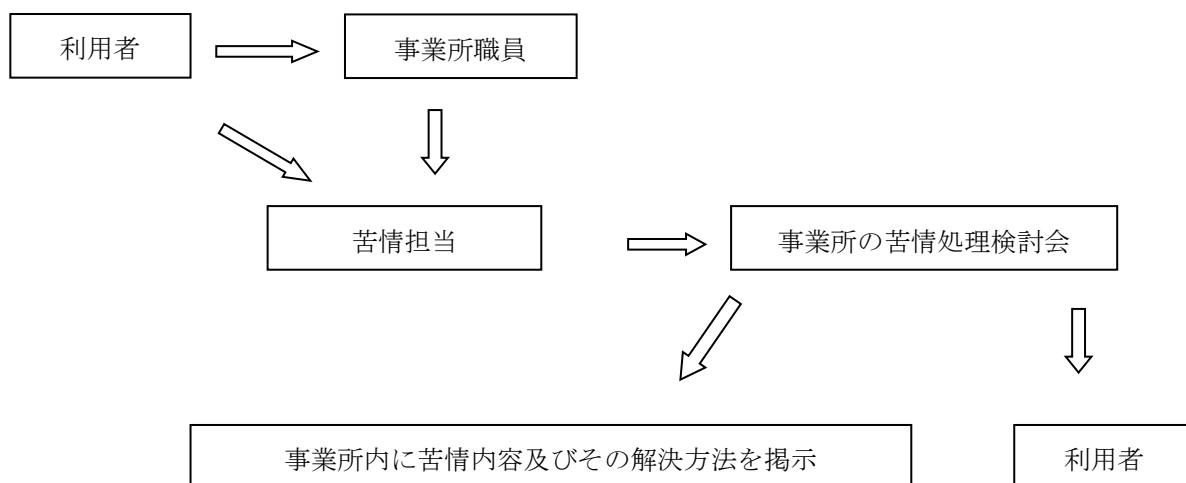 利用者
事業所職員
苦情担当
事業所の苦情処理検討会
事業所内に苦情内容及びその解決方法を掲示
利用者